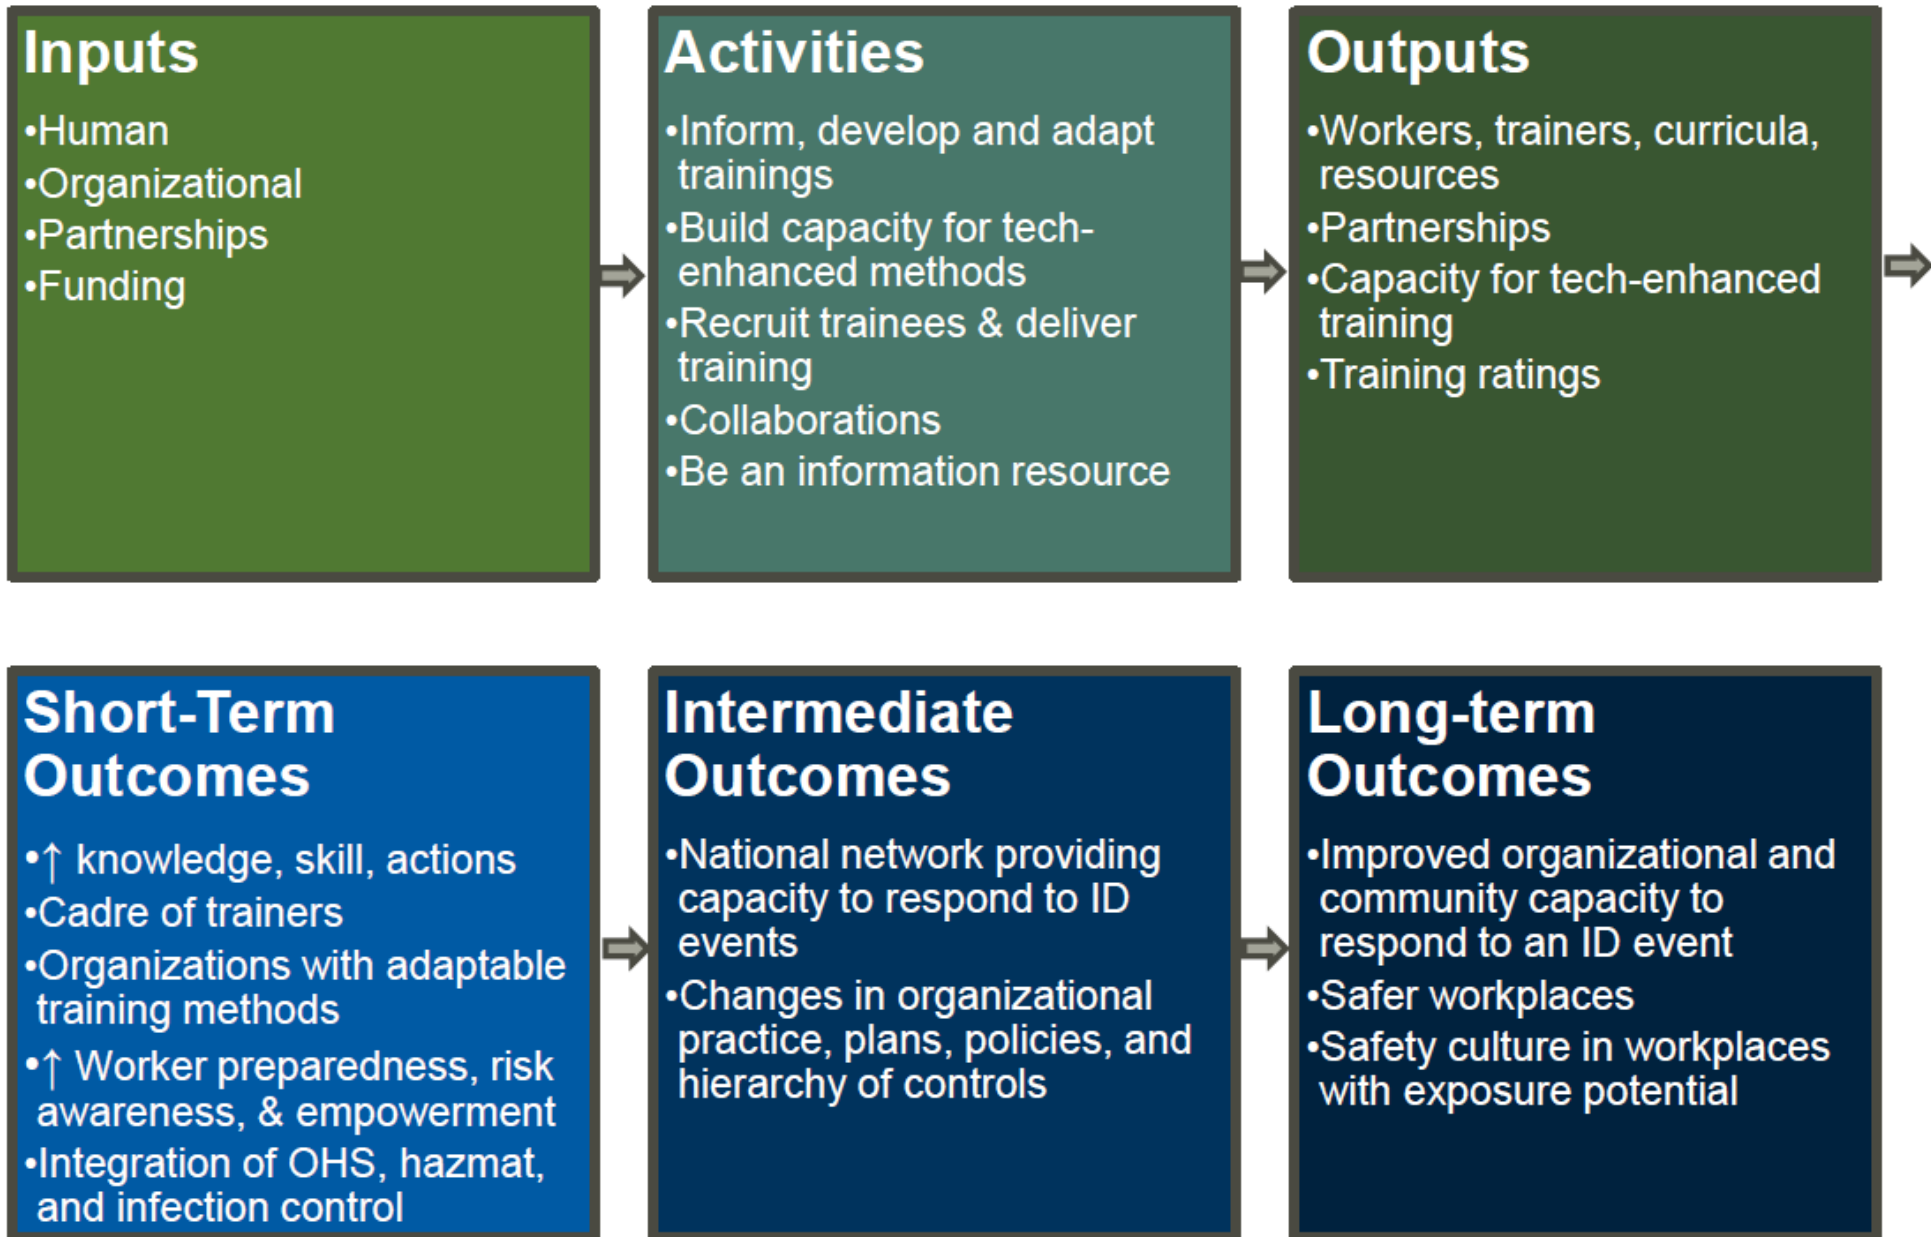 Inputs
•Human
•Organizational
•Partnerships
•Funding
Activities
•Inform, develop and adapt
trainings
•Build capacity for tech-
enhanced methods
•Recruit trainees & deliver
training
•Collaborations
•Be an information resource
Outputs
•Workers, trainers, curricula,
resources
•Partnerships
•Capacity for tech-enhanced
training
•Training ratings
Short-Term
Outcomes
•↑ knowledge, skill, actions
•Cadre of trainers
•Organizations with adaptable
training methods
•↑ Worker preparedness, risk
awareness, & empowerment
•Integration of OHS, hazmat,
and infection control
Intermediate
Outcomes
•National network providing
capacity to respond to ID
events
•Changes in organizational
practice, plans, policies, and
hierarchy of controls
Long-term
Outcomes
•Improved organizational and
community capacity to
respond to an ID event
•Safer workplaces
•Safety culture in workplaces
with exposure potential